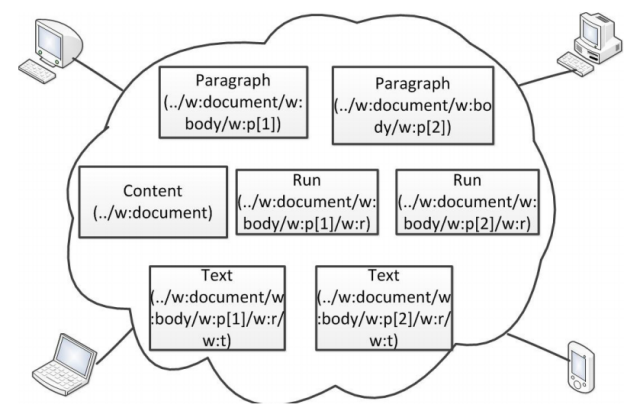 Paragraph
(../w:document/w:
body/w:p[1])
Paragraph
(../w:document/w:bo
dy/w:p[2])
Content
(../w:document)
Run
(../w:document/w:
body/w:p[1]/w:r)
Run
(../w:document/w:
body/w:p[2]/w:r)
Text
(../w:document/w
:body/w:p[1]/w:r/
w:t)
Text
(../w:document/w
:body/w:p[2]/w:r/
w:t)